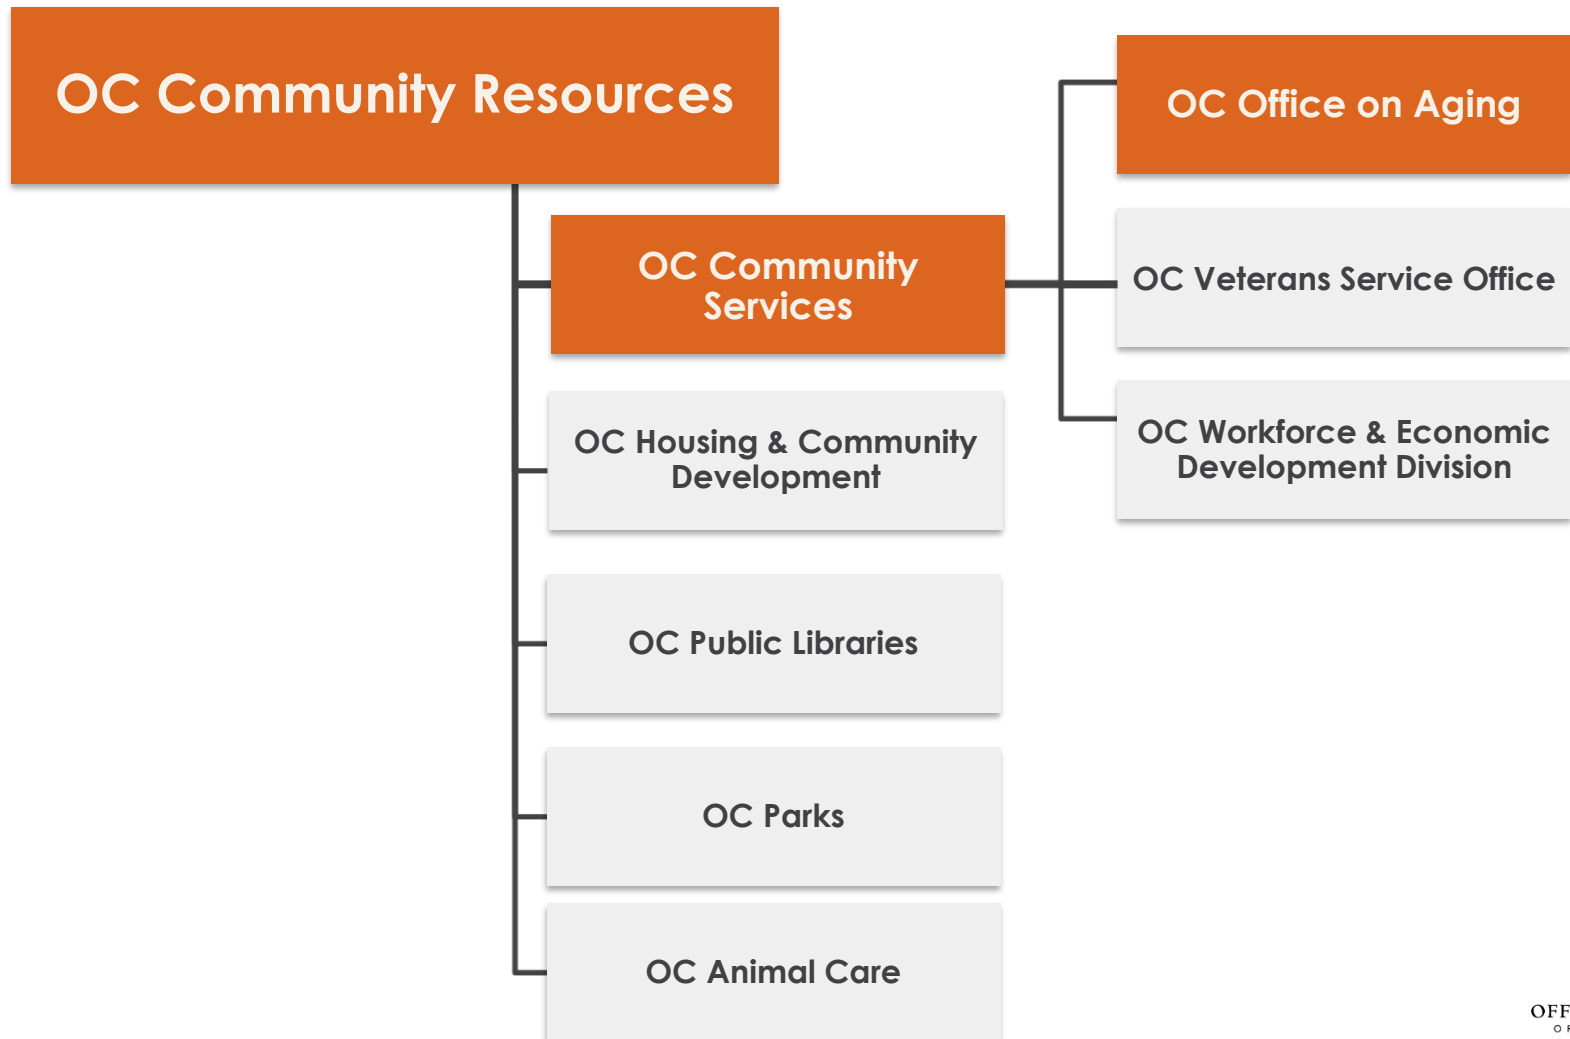 OC Community Resources
OC Office on Aging
OC Community
Services
OC Veterans Service Office
OC Housing & Community
Development
OC Workforce & Economic
Development Division
OC Public Libraries
OC Parks
OC Animal Care